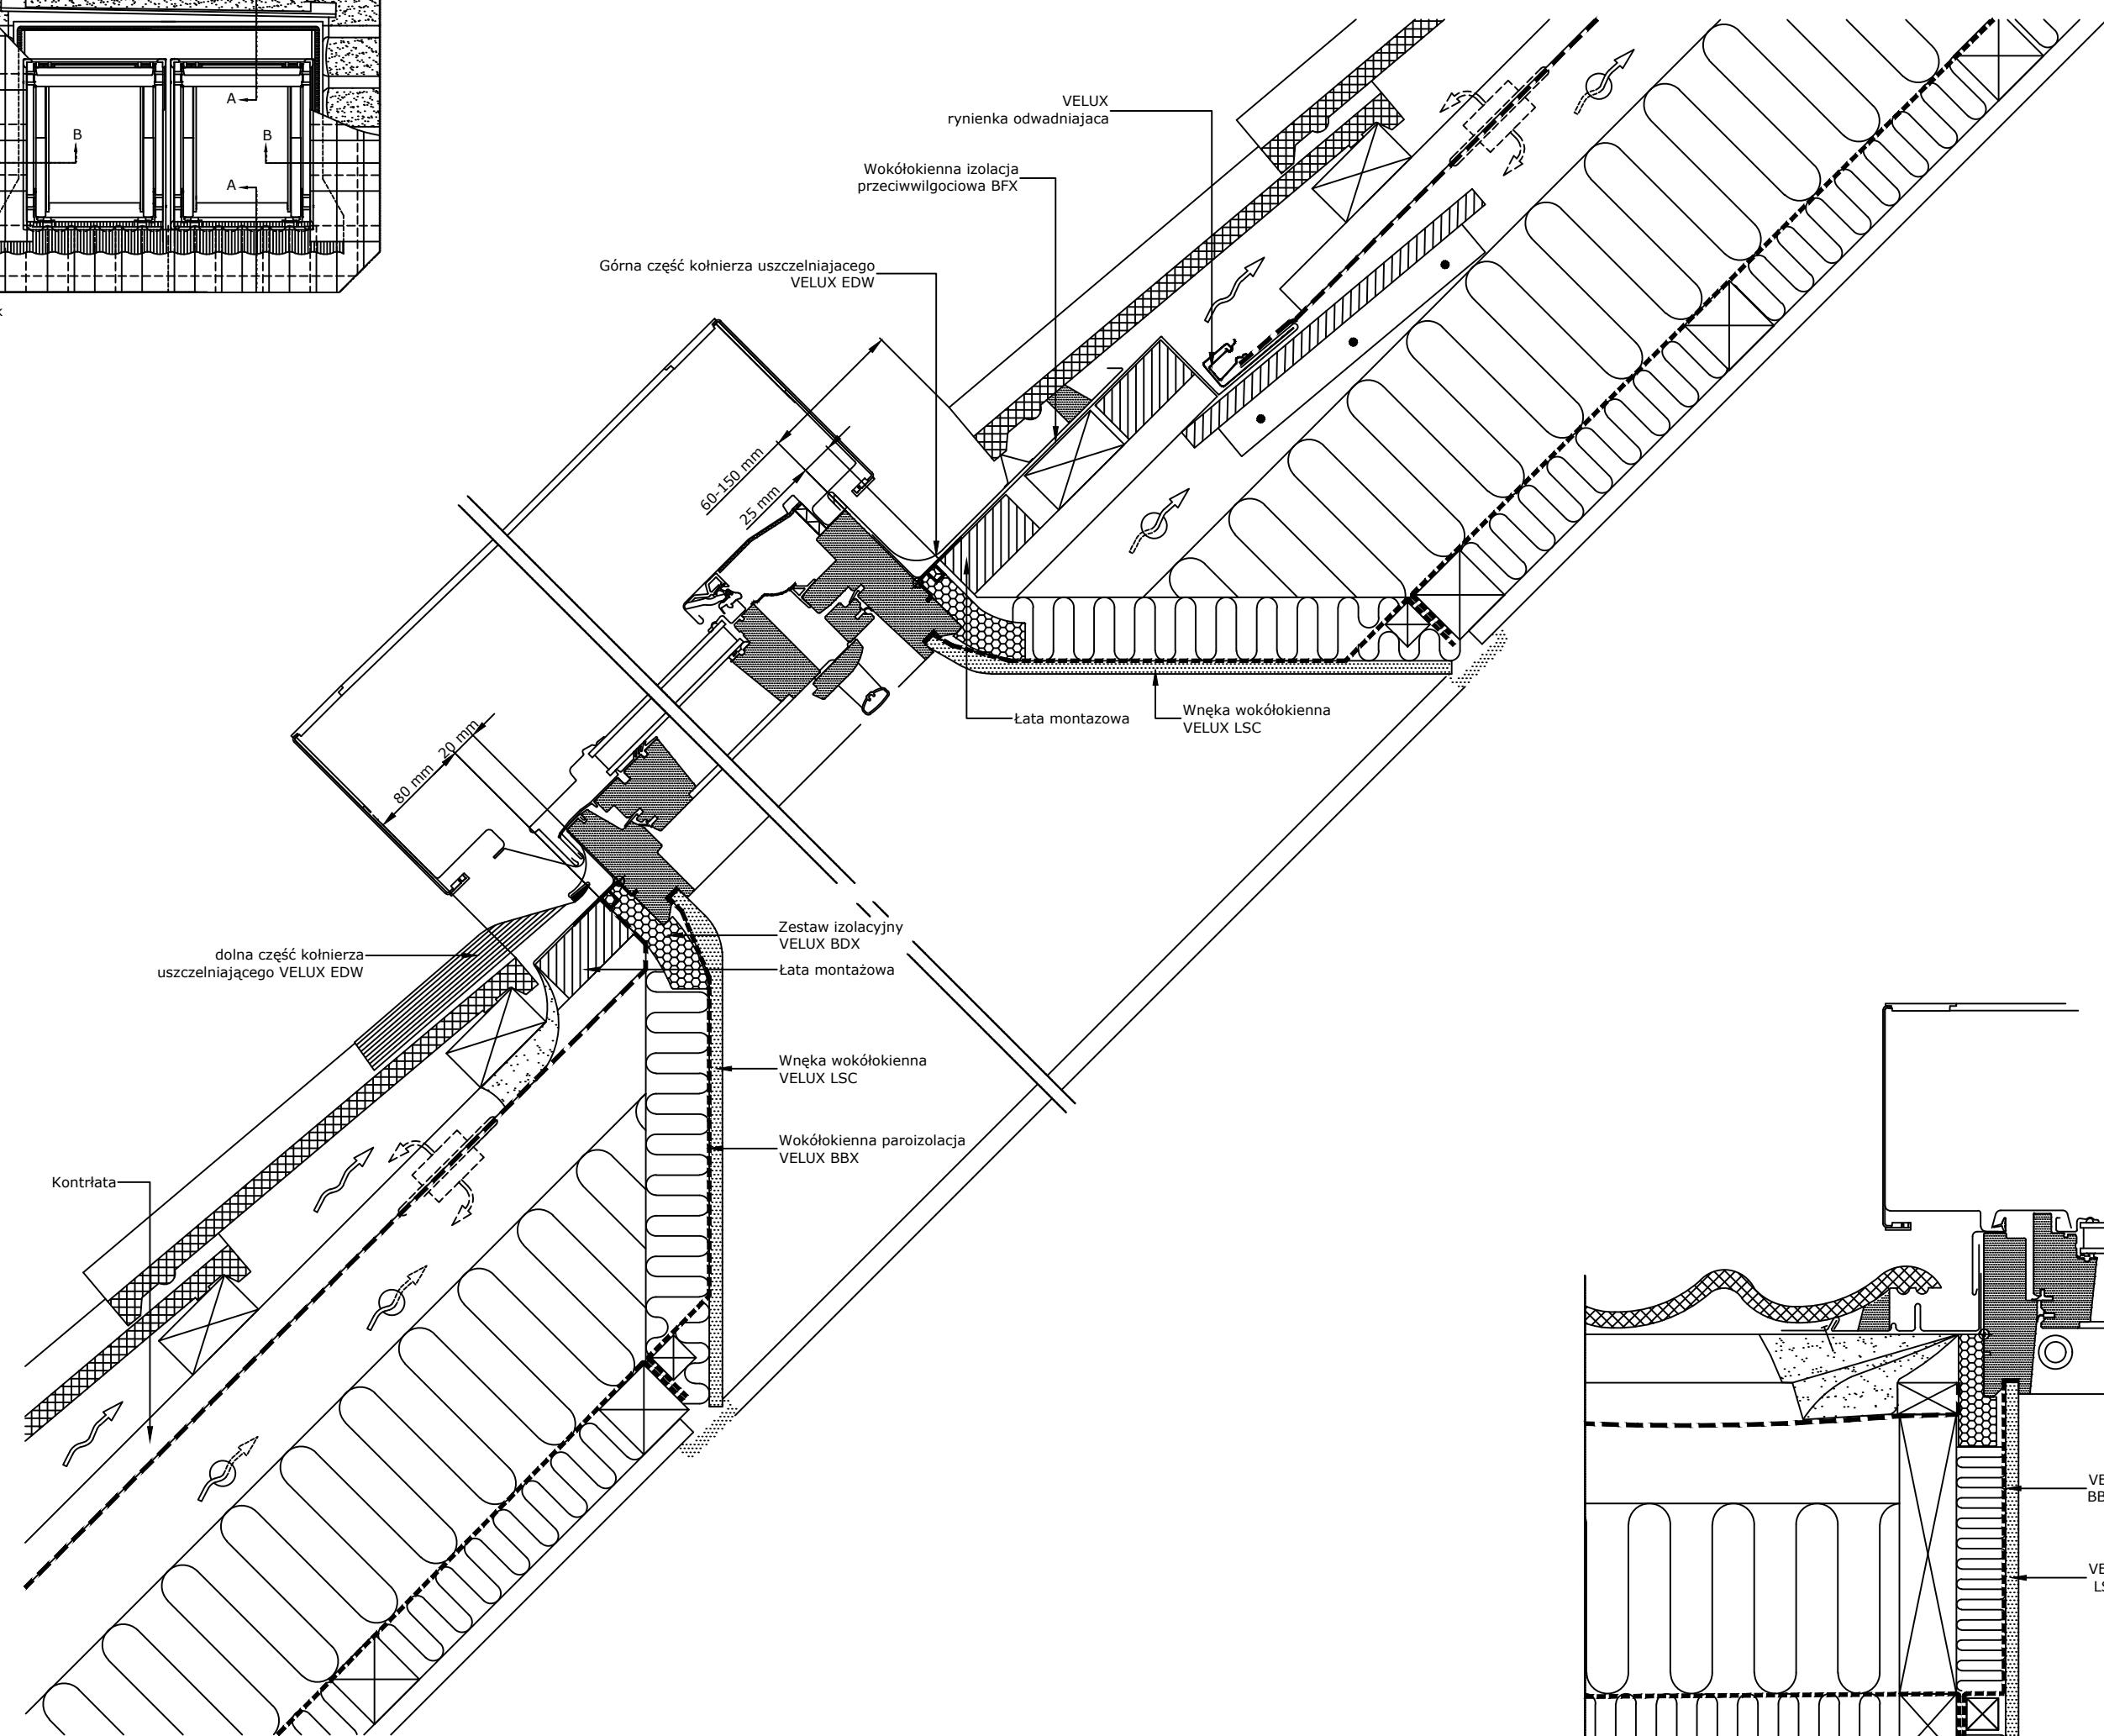 A
B
B
A
VELUX
rynienka odwadniajaca
Wokółokienna izolacja
przeciwwilgociowa BFX
Górna część kołnierza uszczelniajacego
VELUX EDW
60-150 mm
25 mm
20 mm
80 mm
Łata montazowa
Wnęka wokółokienna
VELUX LSC
Zestaw izolacyjny
VELUX BDX
Łata montażowa
dolna część kołnierza
uszczelniającego VELUX EDW
Wnęka wokółokienna
VELUX LSC
Wokółokienna paroizolacja
VELUX BBX
Kontrłata